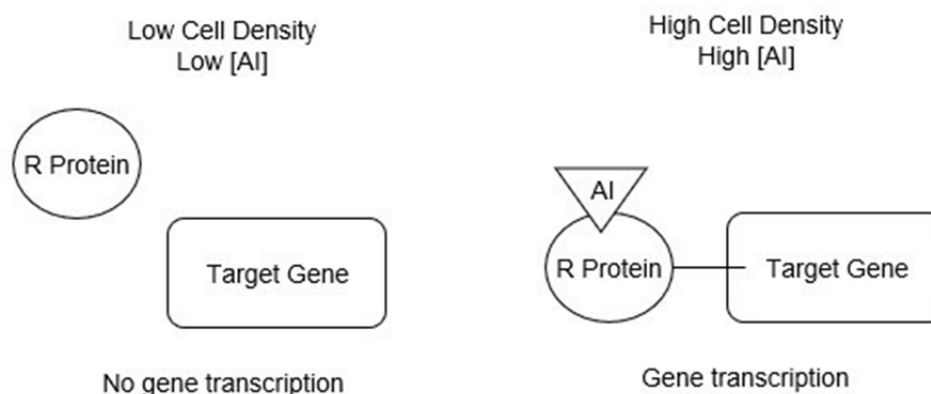 Low Cell Density
Low [AI]
R Protein
Target Gene
No gene transcription
High Cell Density
High [AI]
AI
R Protein
Target Gene
Gene transcription